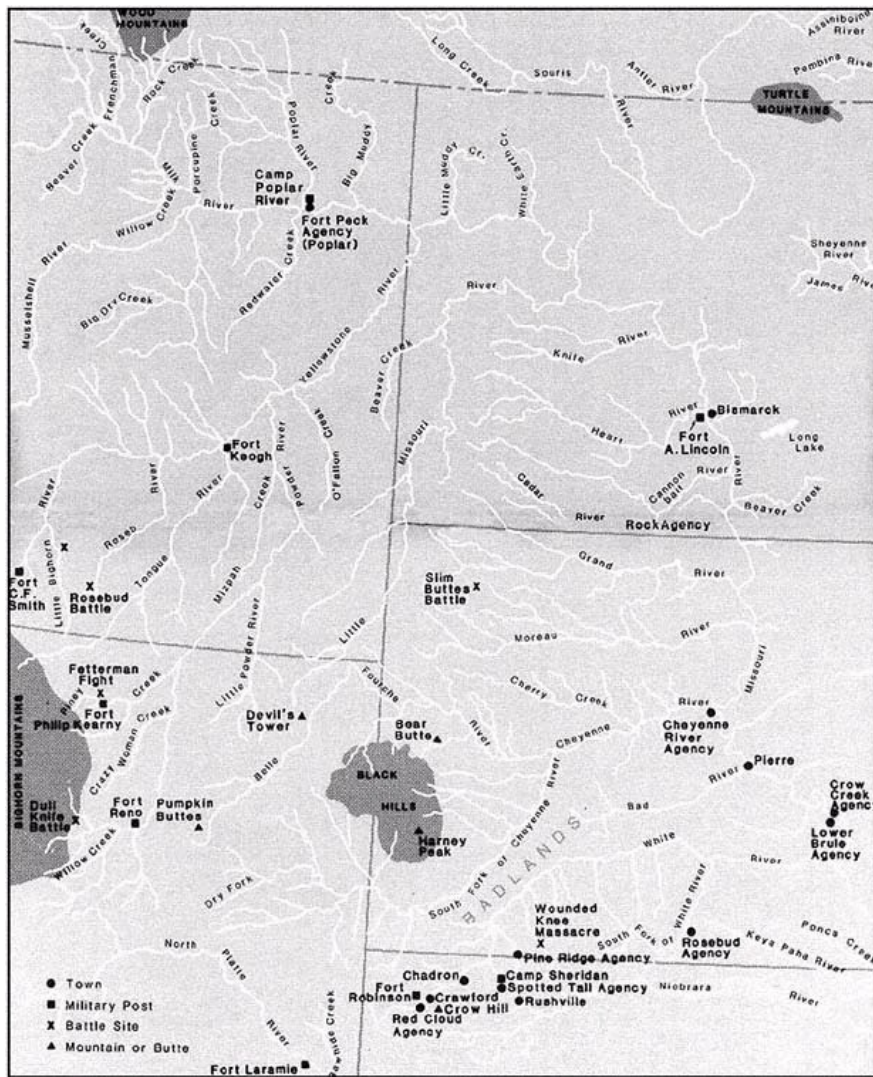 WOOD
MOUNTAINS
Creek
Frenchman
Rock Creek
Creek
Poplar River
Creek
Long Creek
Souris
River
Antler River
Assiniboine
River
Pembina River
TURTLE
MOUNTAINS
Beaver Creek
Milk
Porcupine
Willow Creek
River
Camp
Poplar
River
Big Muddy
Little Muddy Cr.
White Earth Cr.
Fort Peck
Agency
(Poplar)
Redwater Creek
River
Sheyenne
River
James River
Musselshell River
Big Dry Creek
Yellowstone
River
Beaver Creek
Knife River
River
Bismarck
Fort
A. Lincoln
Heart
Long
Lake
Fort
Keogh
River
Creek
Powder River
O'Fallon Creek
Missouri
Cedar
River
Cannon
ball
River
River
Beaver Creek
Rock Agency
River
Fort
C.F.
Smith
Little Bighorn
Rosebud
Battle
Roseb
River
Tongue
River
Mizpah
Slim
Buttes
Battle
Grand
River
Moreau
River
Missouri
Little Powder River
Little
Fetterman
Fight
Piney
Creek
Fort
Philip Kearny
Crazy Woman Creek
Devil's
Tower
Fourche
River
Bear
Butte
Belle
Cherry Creek
Cheyenne
River
Cheyenne
River
Agency
Pierre
River
Bad
BIGHORN MOUNTAINS
Dull
Knife
Battle
Fort
Reno
Pumpkin
Buttes
Willow Creek
BLACK
HILLS
Harney
Peak
South Fork of Cheyenne River
BADLANDS
White
River
Crow
Creek
Agency
Lower
Brule
Agency
Dry Fork
North
Platte
River
Wounded
Knee
Massacre
South Fork of White River
Rosebud
Agency
Ponca Creek
Keya Paha River
Pine Ridge Agency
Chadron
Camp Sheridan
Spotted Tail Agency
Niobrara
River
Fort
Robinson
Crawford
Crow Hill
Rushville
Red Cloud
Agency
Rawhide Creek
Fort Laramie
Town
Military Post
Battle Site
Mountain or Butte